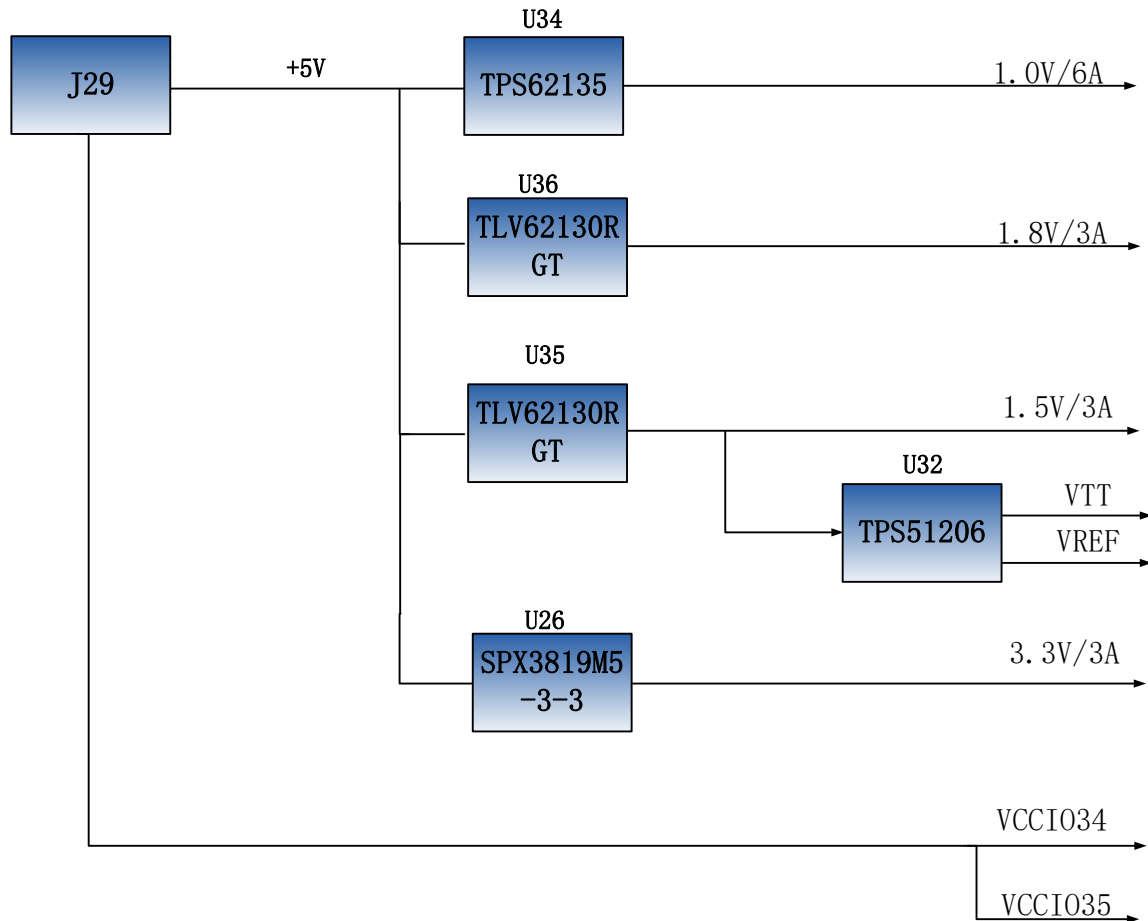 U34
J29
+5V
TPS62135
1.0V/6A
U36
TLV62130R
GT
1.8V/3A
U35
TLV62130R
GT
1.5V/3A
U32
TPS51206
VTT
VREF
U26
SPX3819M5
-3-3
3.3V/3A
VCCIO34
VCCIO35